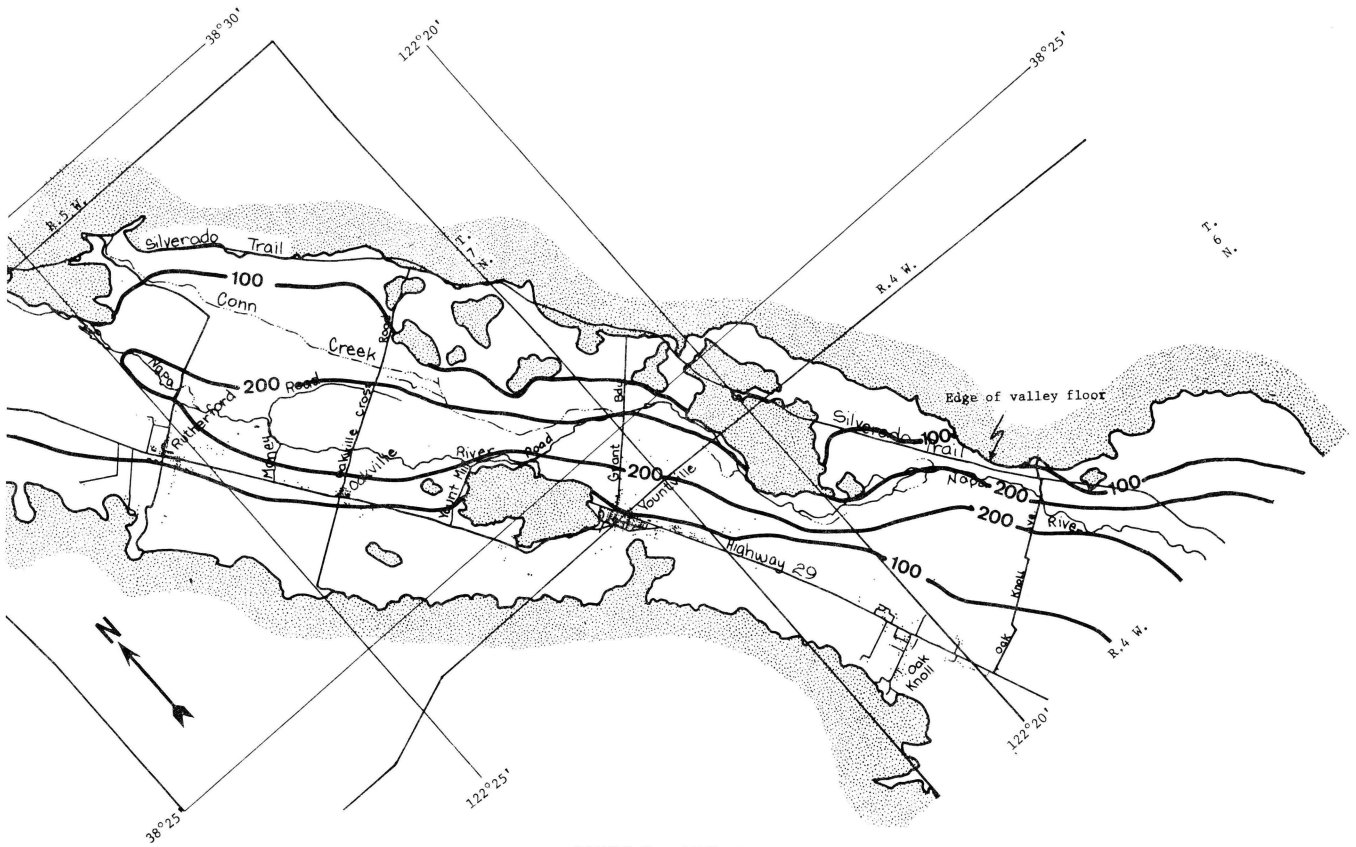 38°30'
122°20'
38°25'
R.5 W.
T.
7
N.
R.4 W.
T.
6
N.
Silverado Trail
100
Conn
Creek
Road
Napa
200 Road
Rutherford
Money
Oakville Cross
Oakville
River
Road
Yount Mill
Grant Bdy
200
Yountville
Highway 29
Edge of valley floor
Silverado
Trail
100
Napa
200
200
River
100
100
Oak Knoll
Oak
Knoll
R.4 W.
N
38°25'
122°25'
122°20'